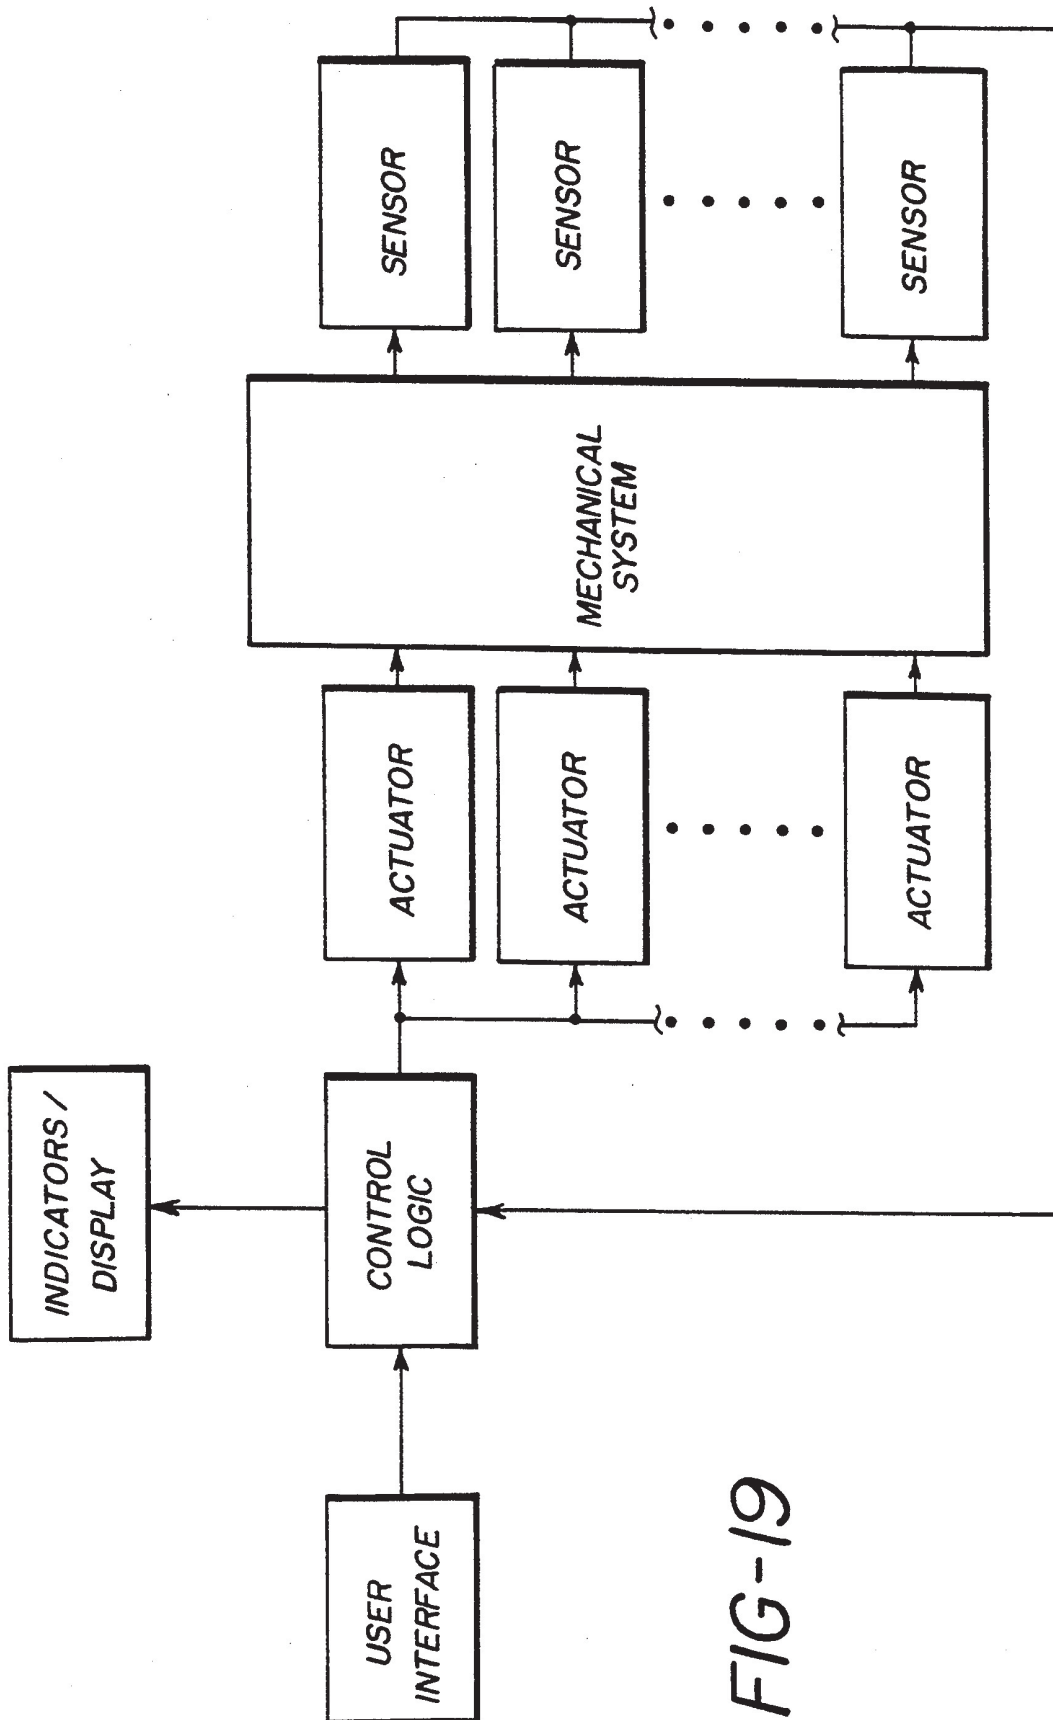 INDICATORS/
DISPLAY
USER
INTERFACE
CONTROL
LOGIC
ACTUATOR
ACTUATOR
ACTUATOR
MECHANICAL
SYSTEM
SENSOR
SENSOR
SENSOR
FIG-19